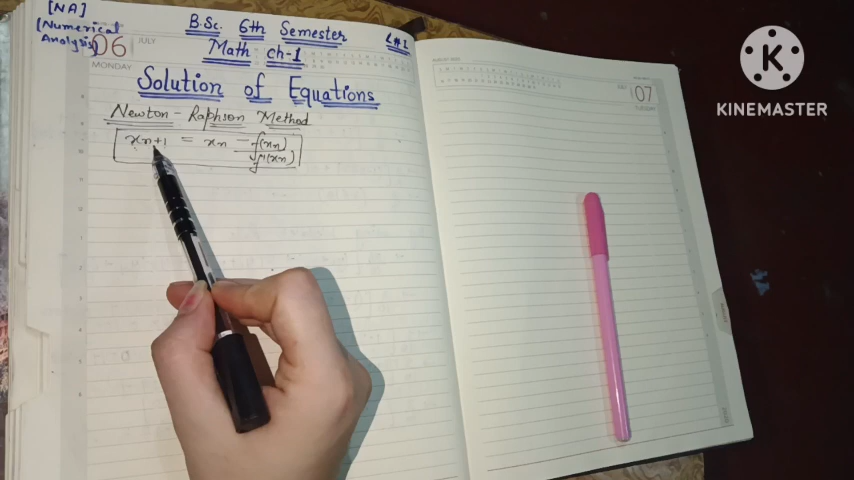 [NA]
[Numerical Analysis]
B.Sc. 6th Semester
Math ch-1
L#1
06 JULY
MONDAY
Solution of Equations
Newton-Raphson Method
xn+1 = xn - f(xn)
f'(xn)
07
KINEMASTER